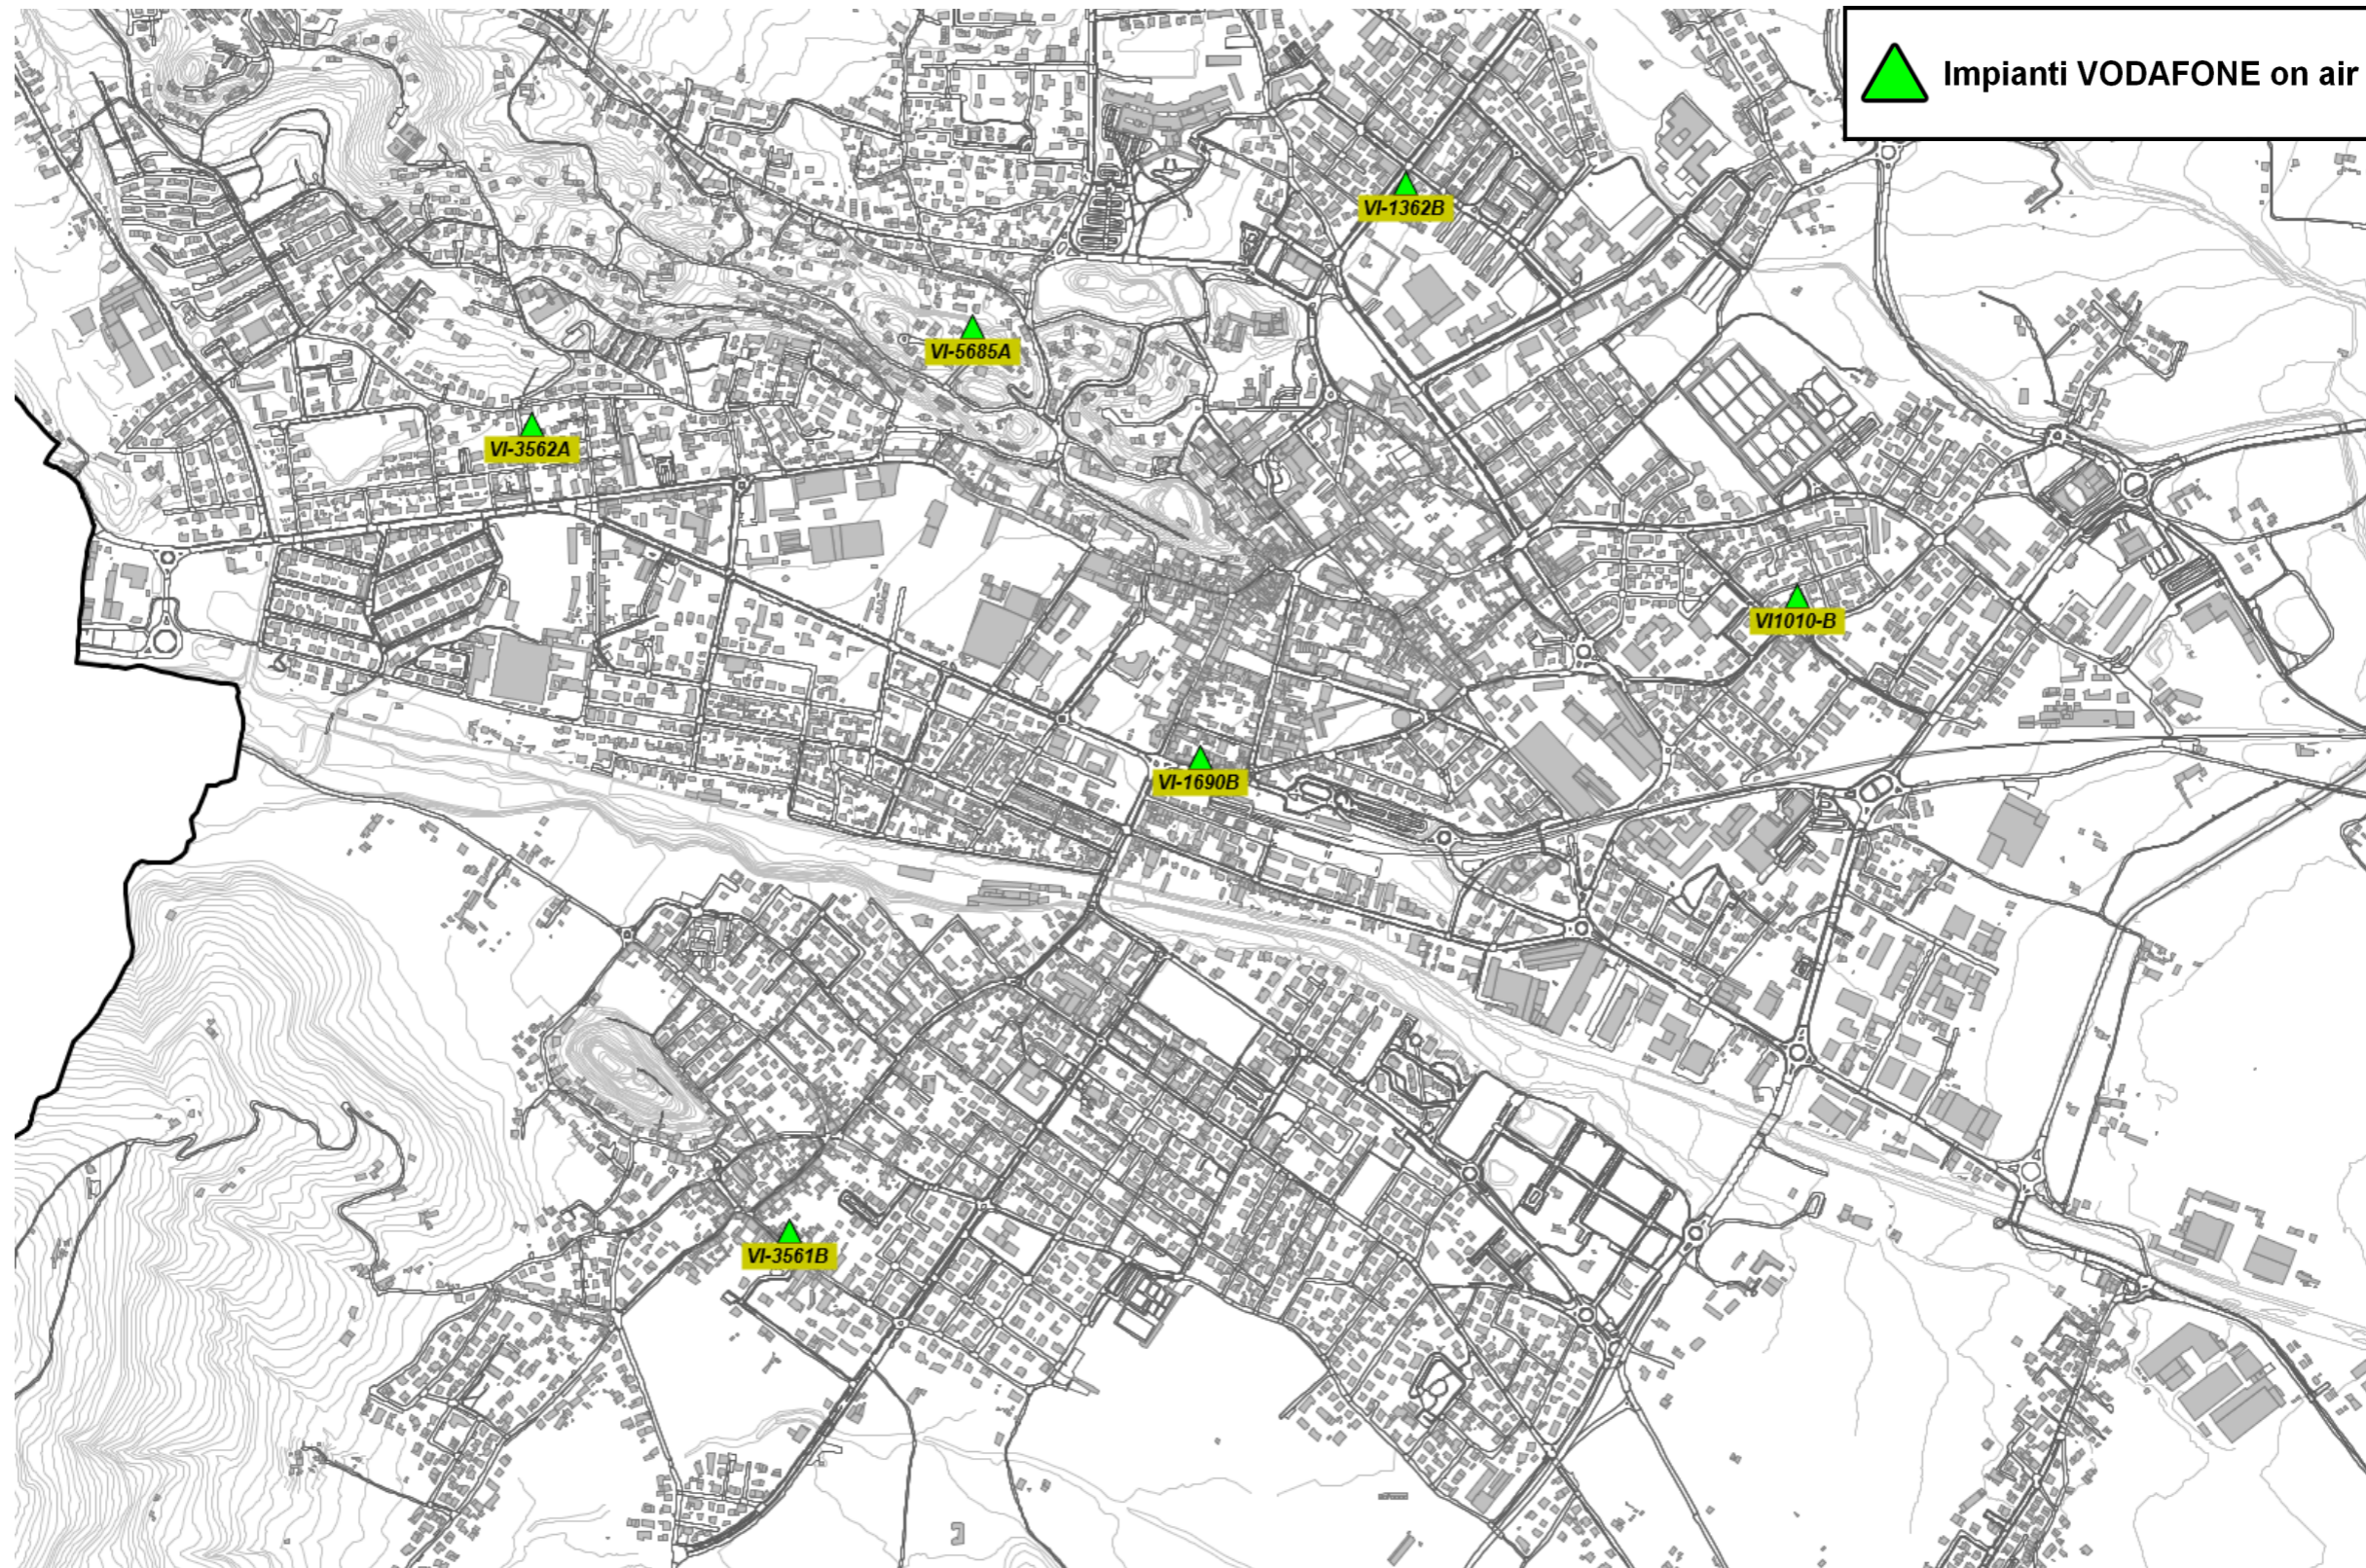 Impianti VODAFONE on air
VI-1362B
VI-5685A
VI-3562A
VI1010-B
VI-1690B
VI-3561B